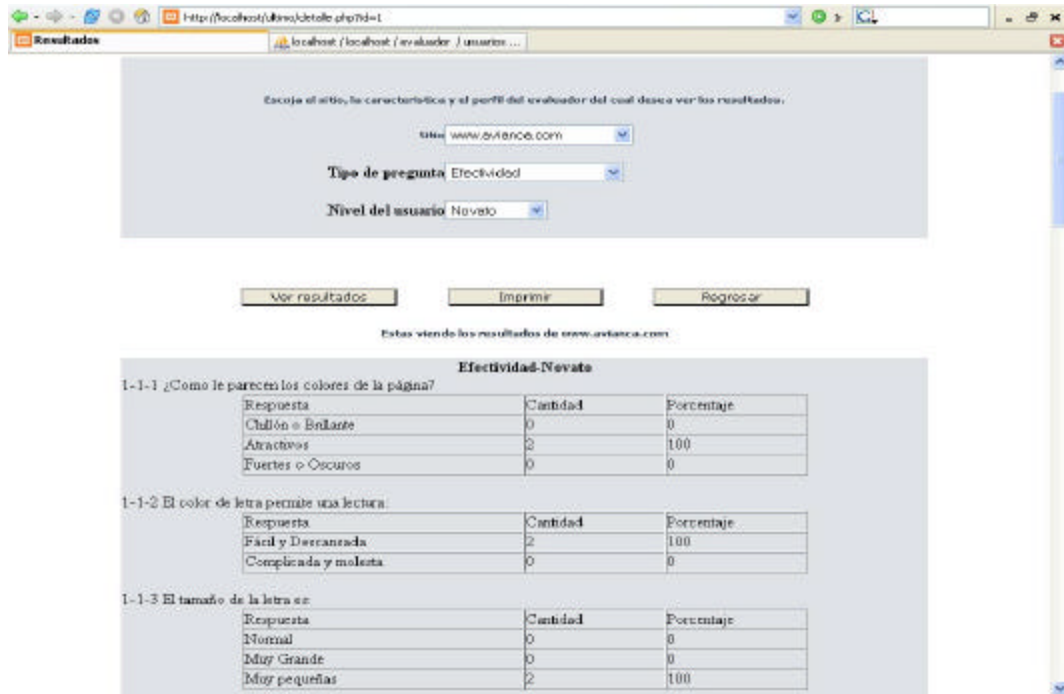 http://localhost/ultimo/detalle.php?id=1
Resultados
localhost / localhost / evaluador / usuarios ...
Escoja el sitio, la característica y el perfil del evaluador del cual desea ver los resultados.
Sitio www.avianca.com
Tipo de pregunta Efectividad
Nivel del usuario Novato
Ver resultados Imprimir Regresar
Estas viendo los resultados de www.avianca.com
Efectividad-Novato
1-1-1 ¿Como le parecen los colores de la página?
Respuesta Cantidad Porcentaje
Chillón o Brillante 0 0
Atractivos 2 100
Fuertes o Oscuros 0 0
1-1-2 El color de letra permite una lectura:
Respuesta Cantidad Porcentaje
Fácil y Descansada 2 100
Complicada y molesta 0 0
1-1-3 El tamaño de la letra es:
Respuesta Cantidad Porcentaje
Normal 0 0
Muy Grande 0 0
Muy pequeñas 2 100